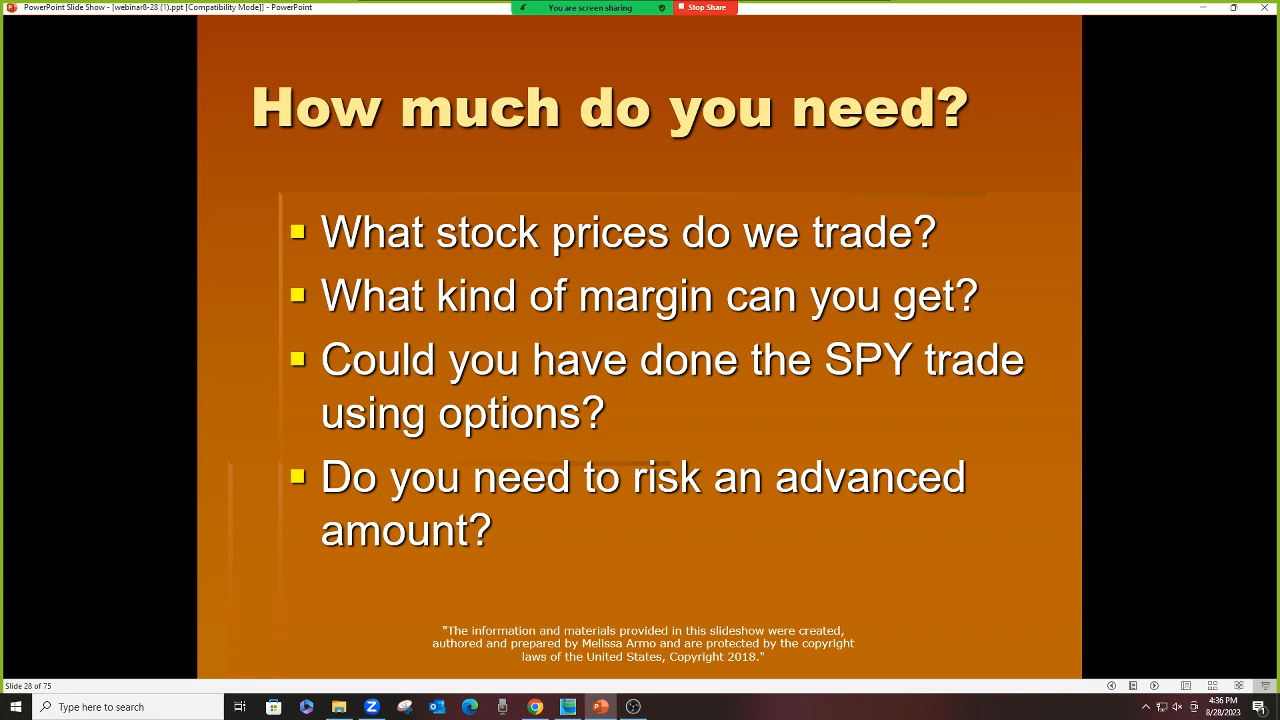 PowerPoint Slide Show - [webinar8-28 (1).ppt [Compatibility Mode]] - PowerPoint
You are screen sharing
Stop Share
How much do you need?
What stock prices do we trade?
What kind of margin can you get?
Could you have done the SPY trade
using options?
Do you need to risk an advanced
amount?
"The information and materials provided in this slideshow were created,
authored and prepared by Melissa Armo and are protected by the copyright
laws of the United States, Copyright 2018."
Slide 28 of 75
Type here to search
4:36 PM
8/28/2023